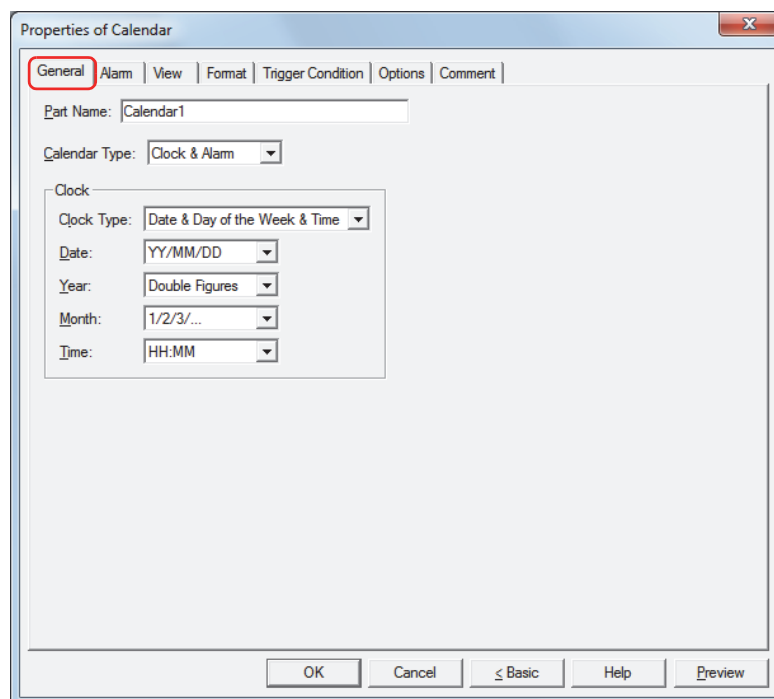 Properties of Calendar
General Alarm View Format Trigger Condition Options Comment
Part Name: Calendar1
Calendar Type: Clock & Alarm
Clock
Clock Type: Date & Day of the Week & Time
Date: YY/MM/DD
Year: Double Figures
Month: 1/2/3/...
Time: HH:MM
OK Cancel < Basic Help Preview